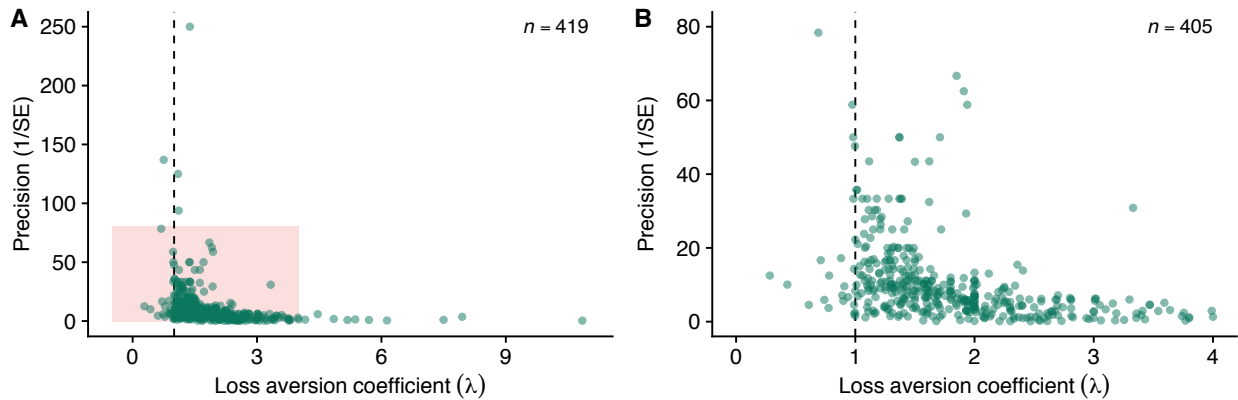 A
n = 419
250
200
150
100
50
0
Precision (1/SE)
0 3 6 9
Loss aversion coefficient (λ)
B
n = 405
80
60
40
20
0
Precision (1/SE)
0 1 2 3 4
Loss aversion coefficient (λ)